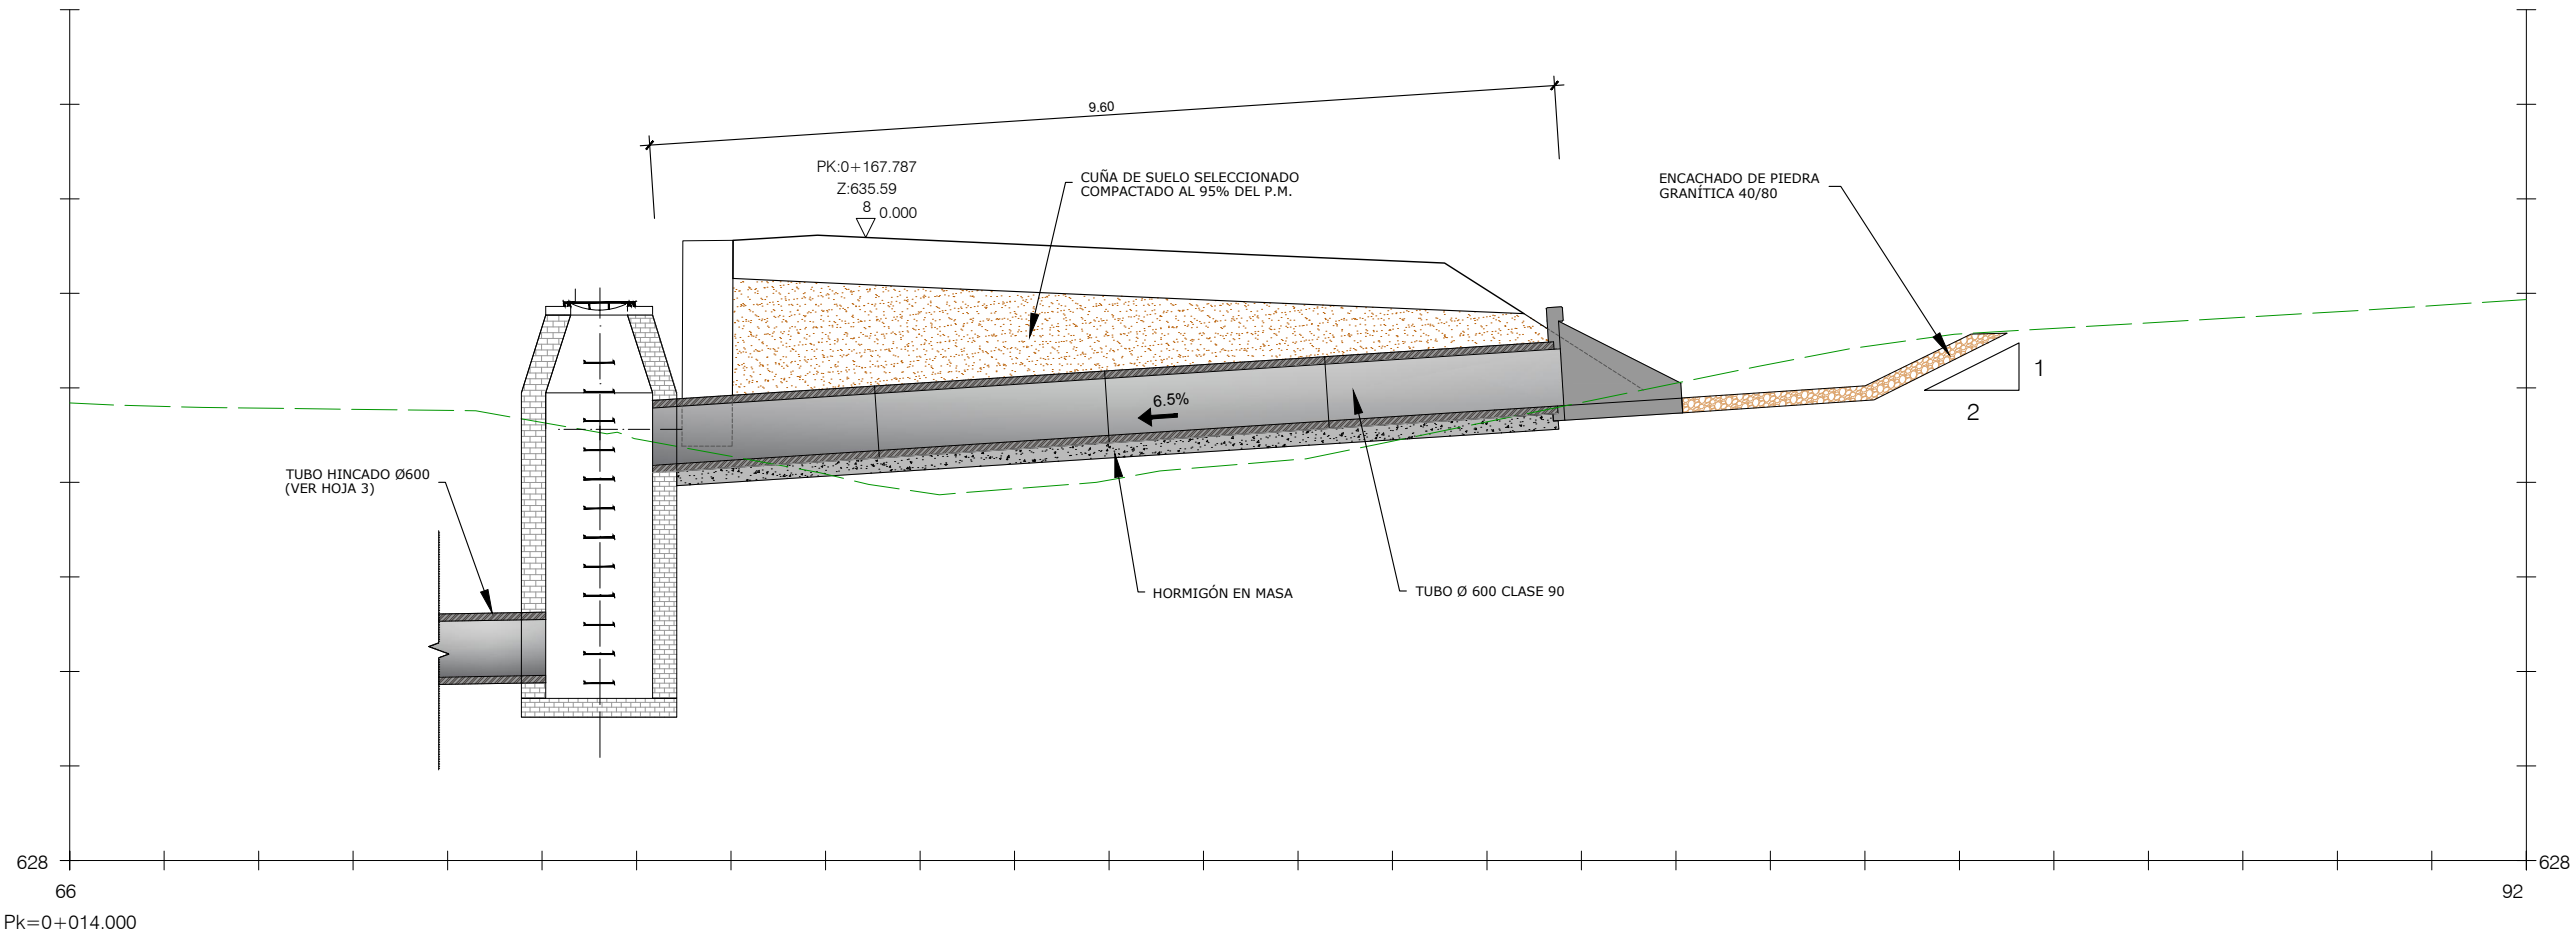 9.60
PK:0+167.787
Z:635.59
8 0.000
CUÑA DE SUELO SELECCIONADO
COMPACTADO AL 95% DEL P.M.
ENCACHADO DE PIEDRA
GRANÍTICA 40/80
1
2
6.5%
TUBO HINCADO Ø600
(VER HOJA 3)
HORMIGÓN EN MASA
TUBO Ø 600 CLASE 90
628
628
66
92
Pk=0+014.000